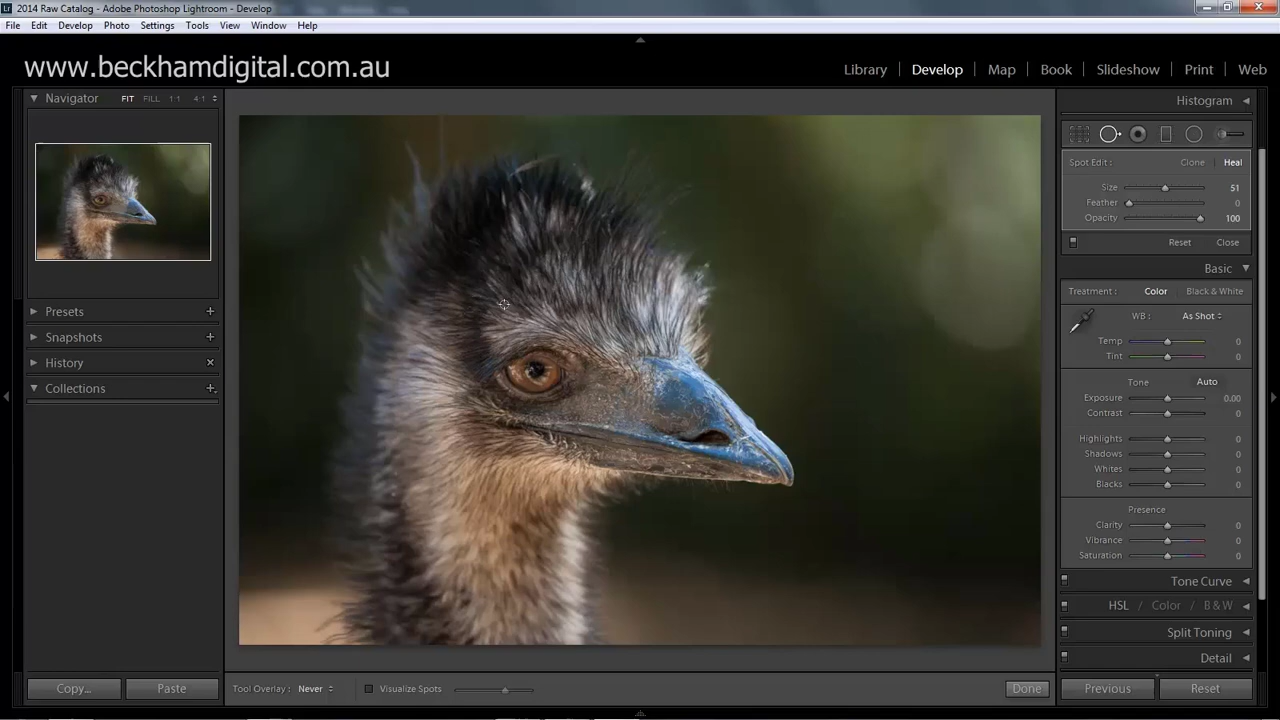 2014 Raw Catalog - Adobe Photoshop Lightroom - Develop
File Edit Develop Photo Settings Tools View Window Help
www.beckhamdigital.com.au
Library Develop Map Book Slideshow Print Web
Navigator FIT FILL 1:1 4:1
Presets
Snapshots
History
Collections
Copy... Paste
Tool Overlay: Never Visualize Spots Done
Histogram
Spot Edit: Clone Heal
Size 51
Feather 0
Opacity 100
Reset Close
Basic
Treatment: Color Black & White
WB: As Shot
Temp 0
Tint 0
Tone Auto
Exposure 0.00
Contrast 0
Highlights 0
Shadows 0
Whites 0
Blacks 0
Presence
Clarity 0
Vibrance 0
Saturation 0
Tone Curve
HSL / Color / B & W
Split Toning
Detail
Previous Reset